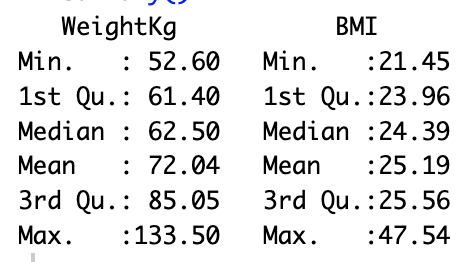 WeightKg BMI
Min. : 52.60 Min. :21.45
1st Qu.: 61.40 1st Qu.:23.96
Median : 62.50 Median :24.39
Mean : 72.04 Mean :25.19
3rd Qu.: 85.05 3rd Qu.:25.56
Max. :133.50 Max. :47.54